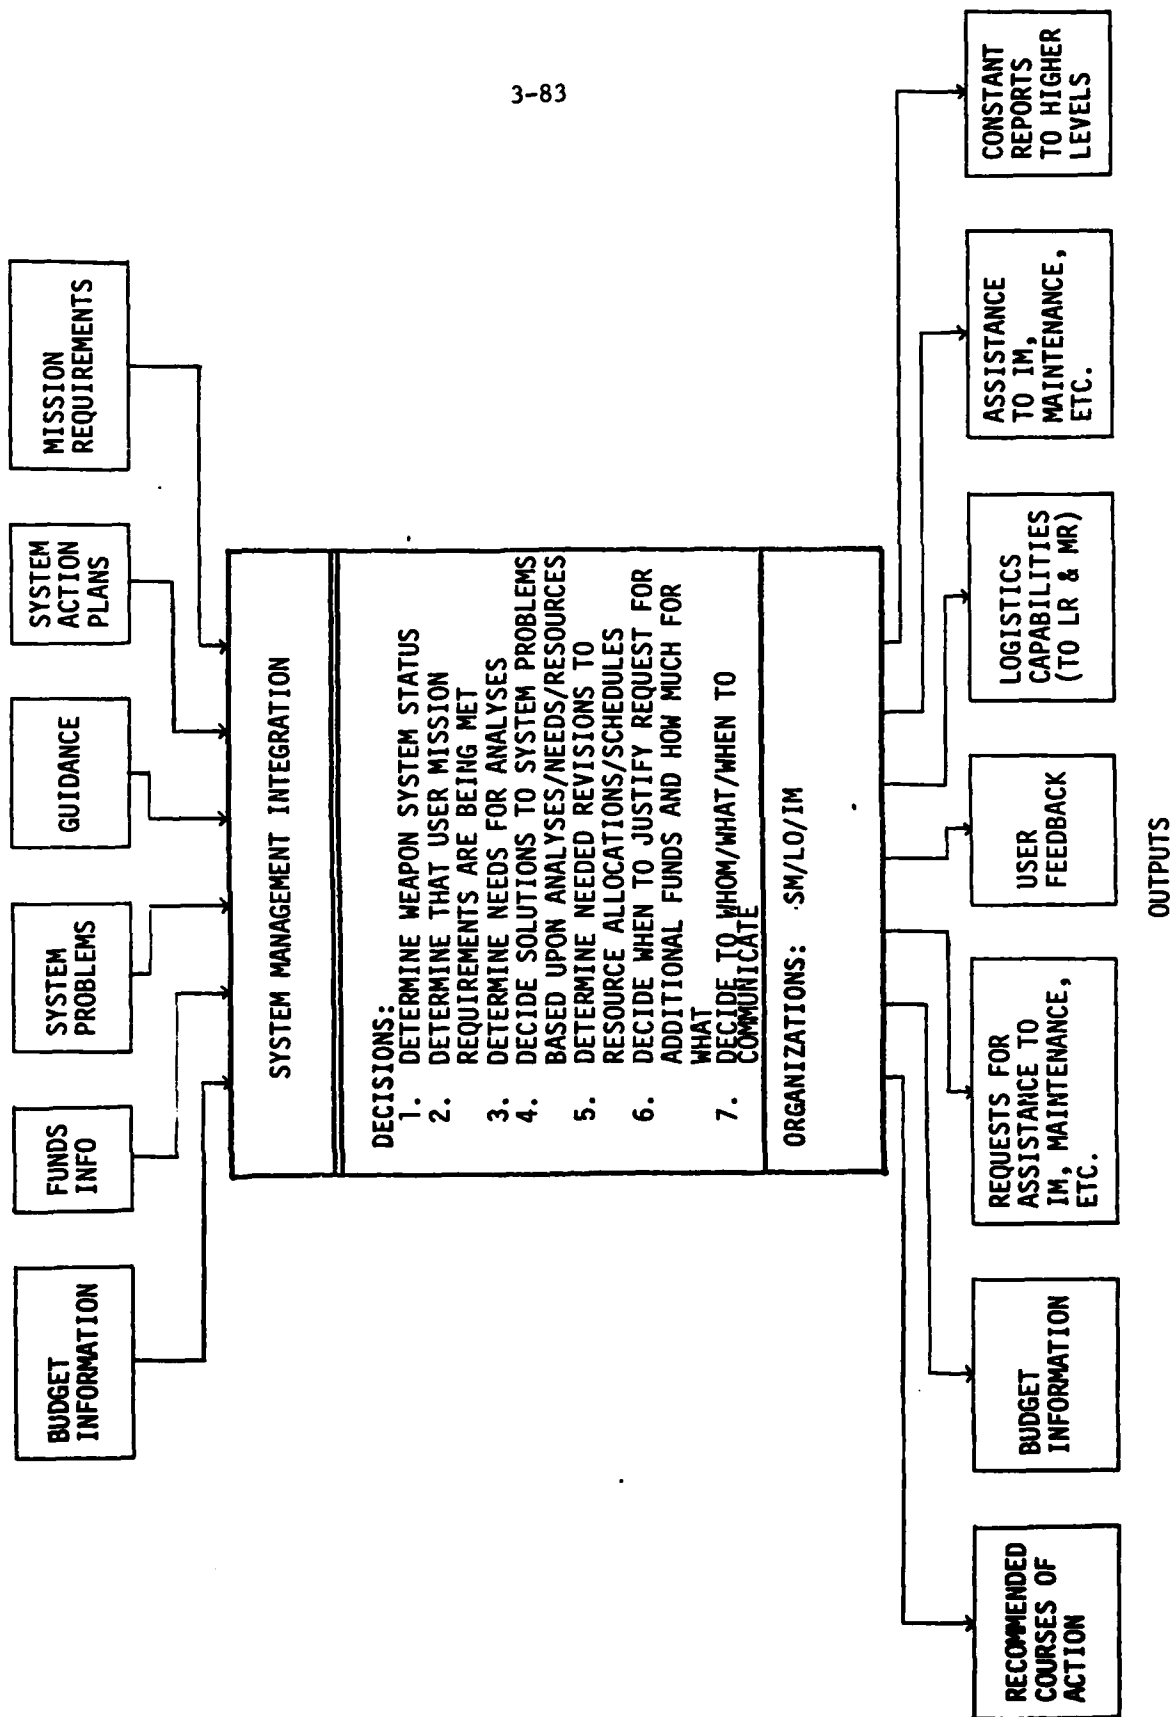 3-83
BUDGET
INFORMATION
FUNDS
INFO
SYSTEM
PROBLEMS
GUIDANCE
SYSTEM
ACTION
PLANS
MISSION
REQUIREMENTS
SYSTEM MANAGEMENT INTEGRATION
DECISIONS:
1. DETERMINE WEAPON SYSTEM STATUS
2. DETERMINE THAT USER MISSION
REQUIREMENTS ARE BEING MET
3. DETERMINE NEEDS FOR ANALYSES
4. DECIDE SOLUTIONS TO SYSTEM PROBLEMS
BASED UPON ANALYSES/NEEDS/RESOURCES
5. DETERMINE NEEDED REVISIONS TO
RESOURCE ALLOCATIONS/SCHEDULES
6. DECIDE WHEN TO JUSTIFY REQUEST FOR
ADDITIONAL FUNDS AND HOW MUCH FOR
WHAT
7. DECIDE TO WHOM/WHAT/WHEN TO
COMMUNICATE
ORGANIZATIONS: SM/LO/IM
RECOMMENDED
COURSES OF
ACTION
BUDGET
INFORMATION
REQUESTS FOR
ASSISTANCE TO
IM, MAINTENANCE,
ETC.
USER
FEEDBACK
LOGISTICS
CAPABILITIES
(TO LR & MR)
ASSISTANCE
TO IM,
MAINTENANCE,
ETC.
CONSTANT
REPORTS
TO HIGHER
LEVELS
OUTPUTS